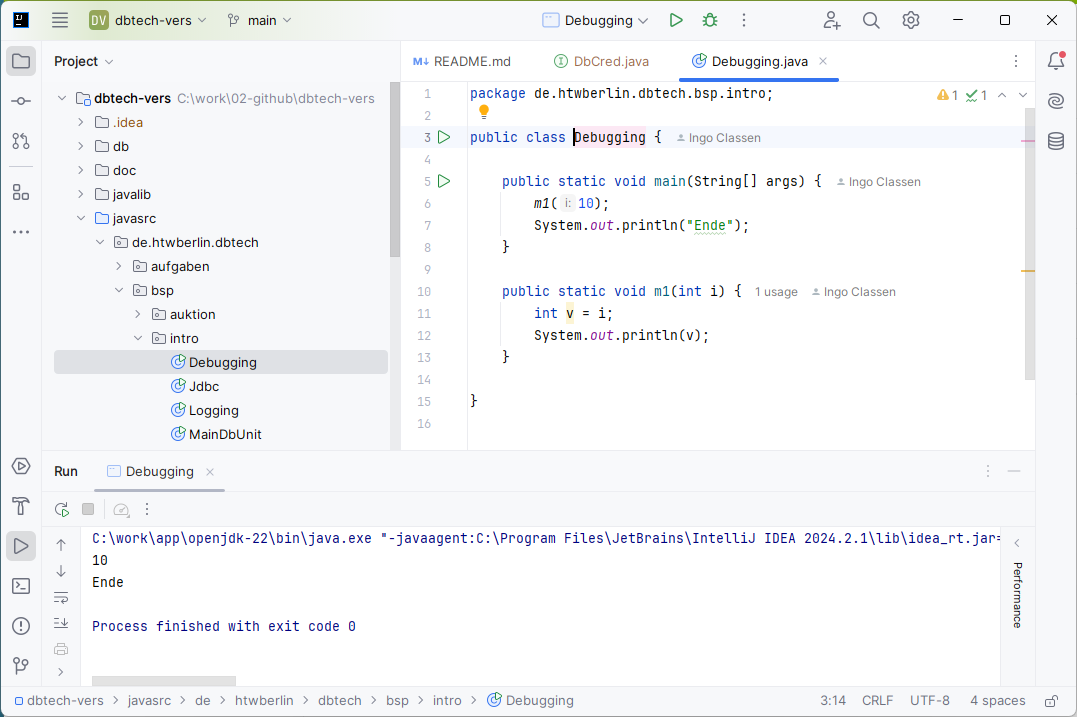 DV dbtech-vers main Debugging
Project
README.md DbCred.java Debugging.java
dbtech-vers C:\work\02-github\dbtech-vers
.idea
db
doc
javalib
javasrc
de.htwberlin.dbtech
aufgaben
bsp
auktion
intro
Debugging
Jdbc
Logging
MainDbUnit
1 package de.htwberlin.dbtech.bsp.intro; 1 1
2
3 public class Debugging { Ingo Classen
4
5 public static void main(String[] args) { Ingo Classen
6 m1( i: 10);
7 System.out.println("Ende");
8 }
9
10 public static void m1(int i) { 1 usage Ingo Classen
11 int v = i;
12 System.out.println(v);
13 }
14
15 }
16
Run Debugging
C:\work\app\openjdk-22\bin\java.exe "-javaagent:C:\Program Files\JetBrains\IntelliJ IDEA 2024.2.1\lib\idea_rt.jar=
10
Ende
Process finished with exit code 0
Performance
dbtech-vers > javasrc > de > htwberlin > dbtech > bsp > intro > Debugging 3:14 CRLF UTF-8 4 spaces